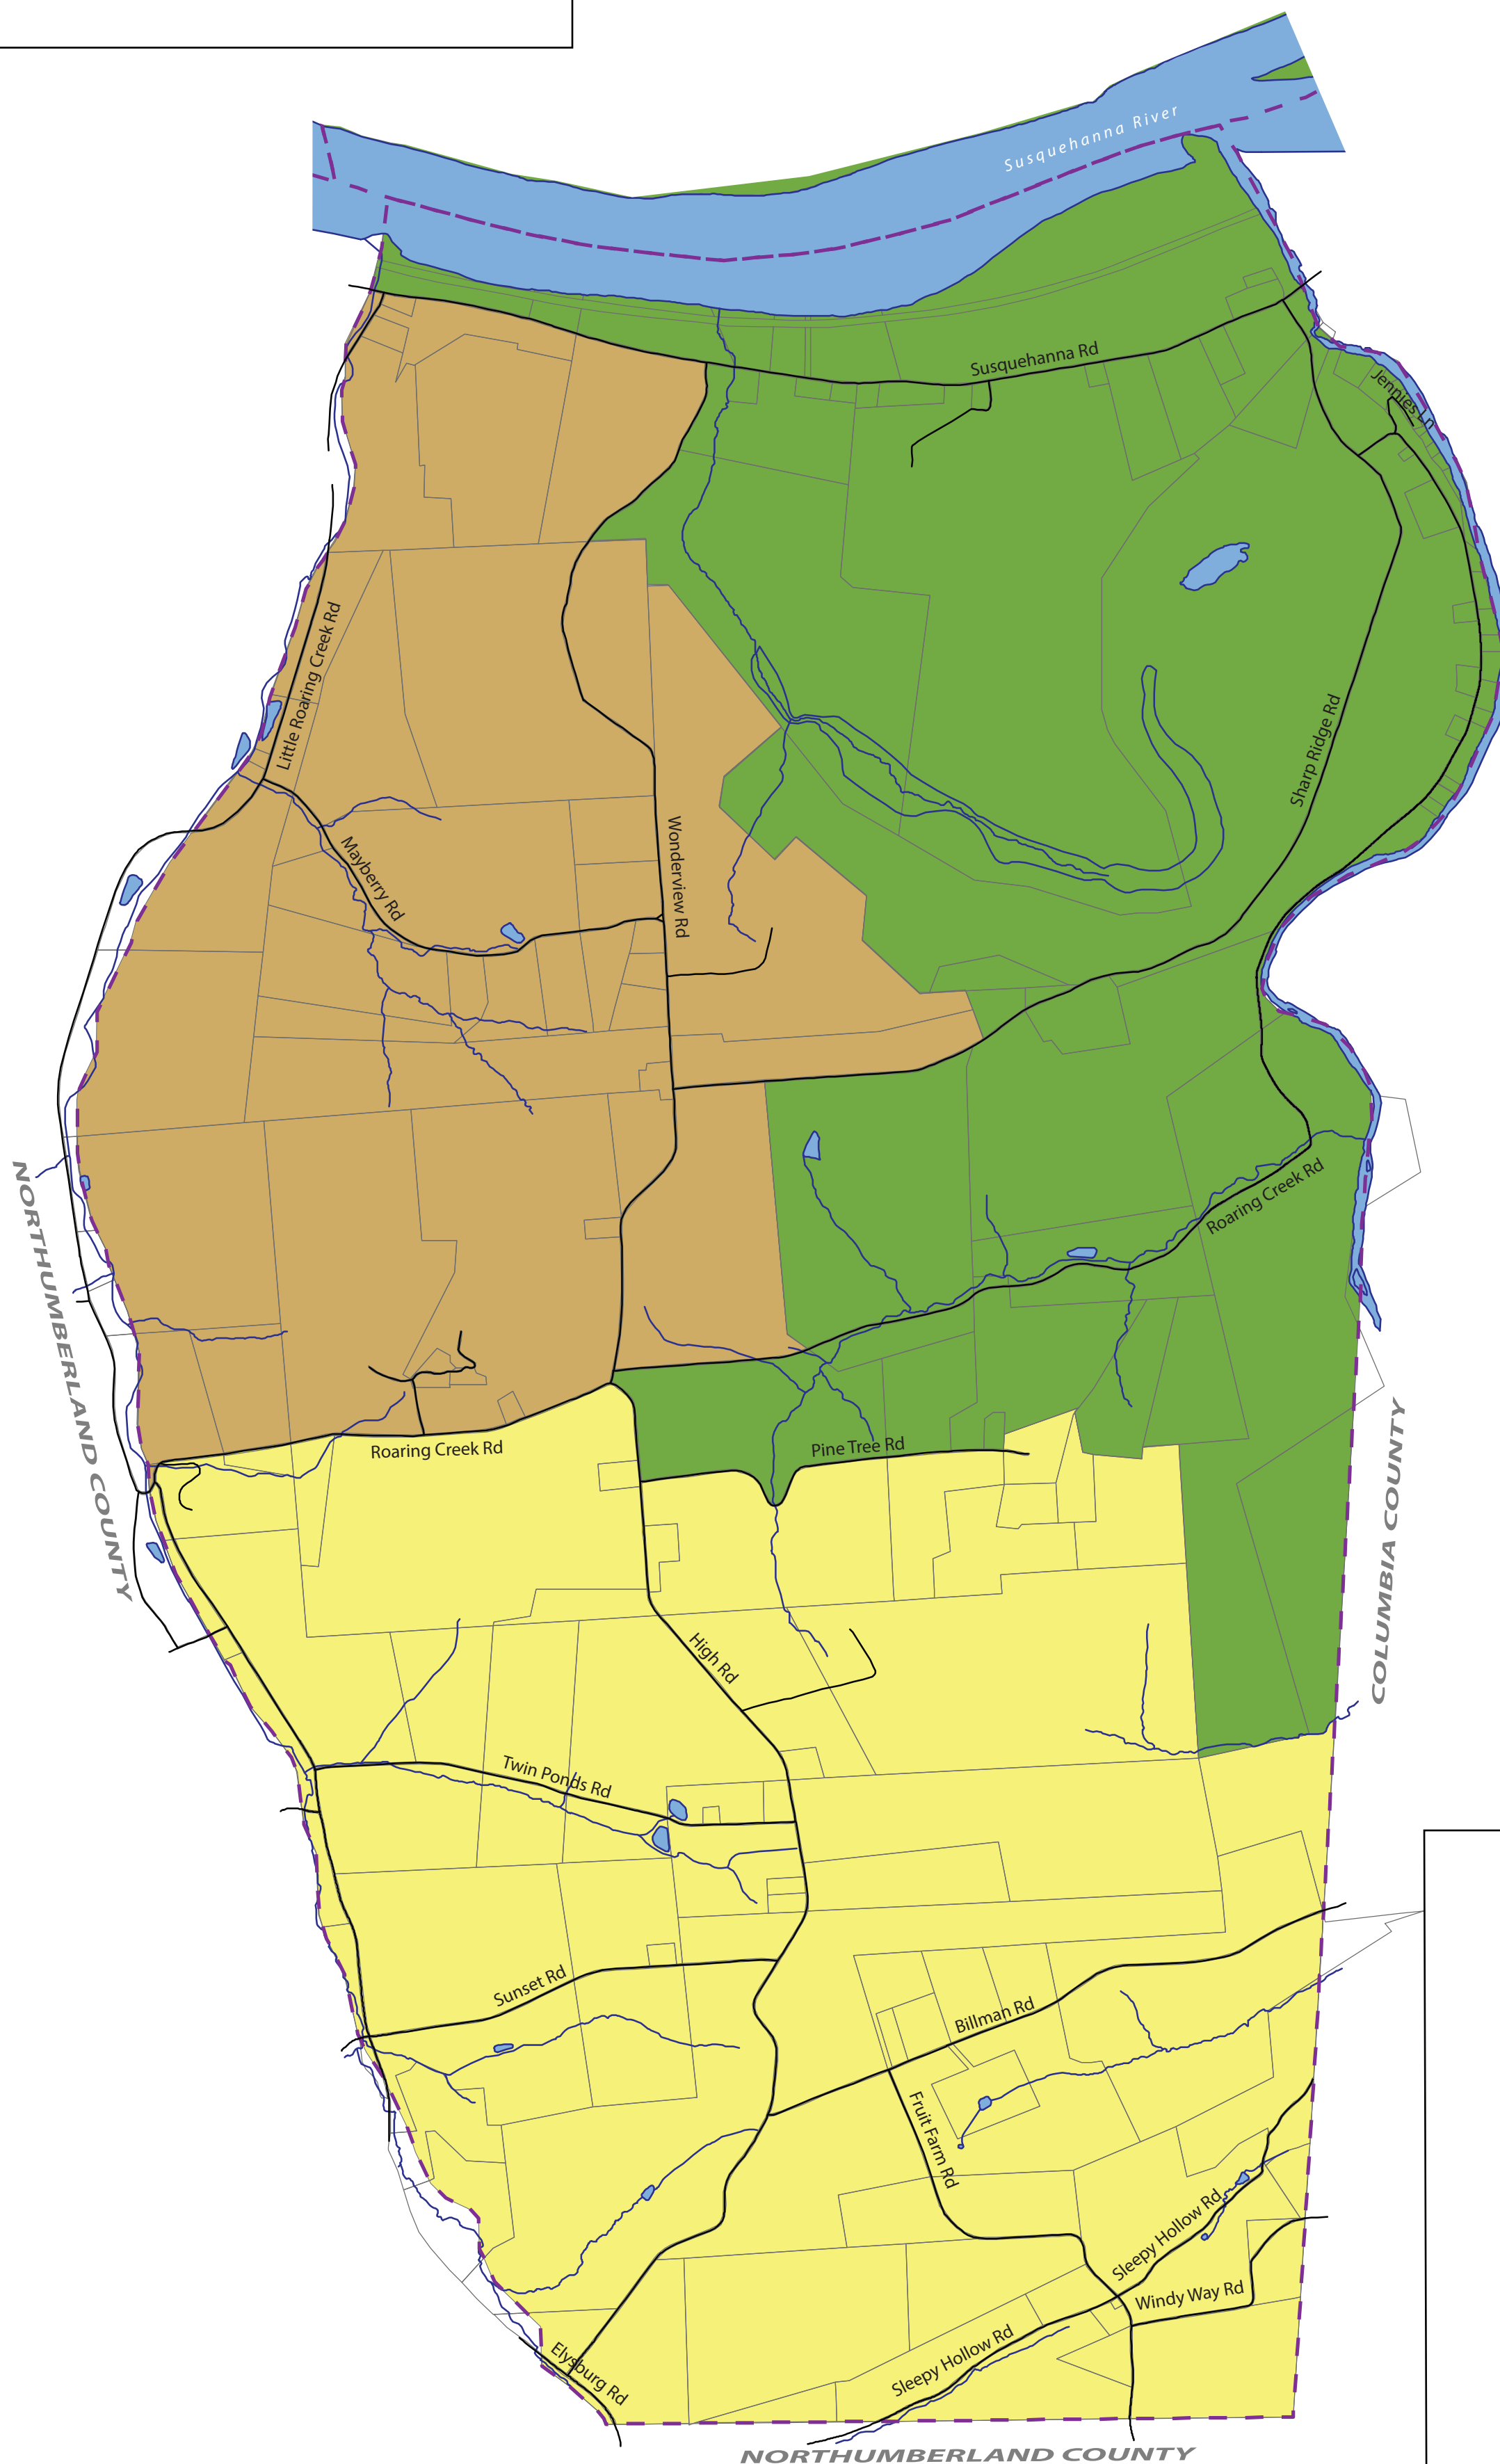 Susquehanna River
Susquehanna Rd
Jennies Ln
Little Roaring Creek Rd
Sharp Ridge Rd
Mayberry Rd
Wonderview Rd
Roaring Creek Rd
NORTHUMBERLAND COUNTY
COLUMBIA COUNTY
Roaring Creek Rd
Pine Tree Rd
High Rd
Twin Ponds Rd
Sunset Rd
Billman Rd
Fruit Farm Rd
Sleepy Hollow Rd
Windy Way Rd
Sleepy Hollow Rd
Elysburg Rd
NORTHUMBERLAND COUNTY